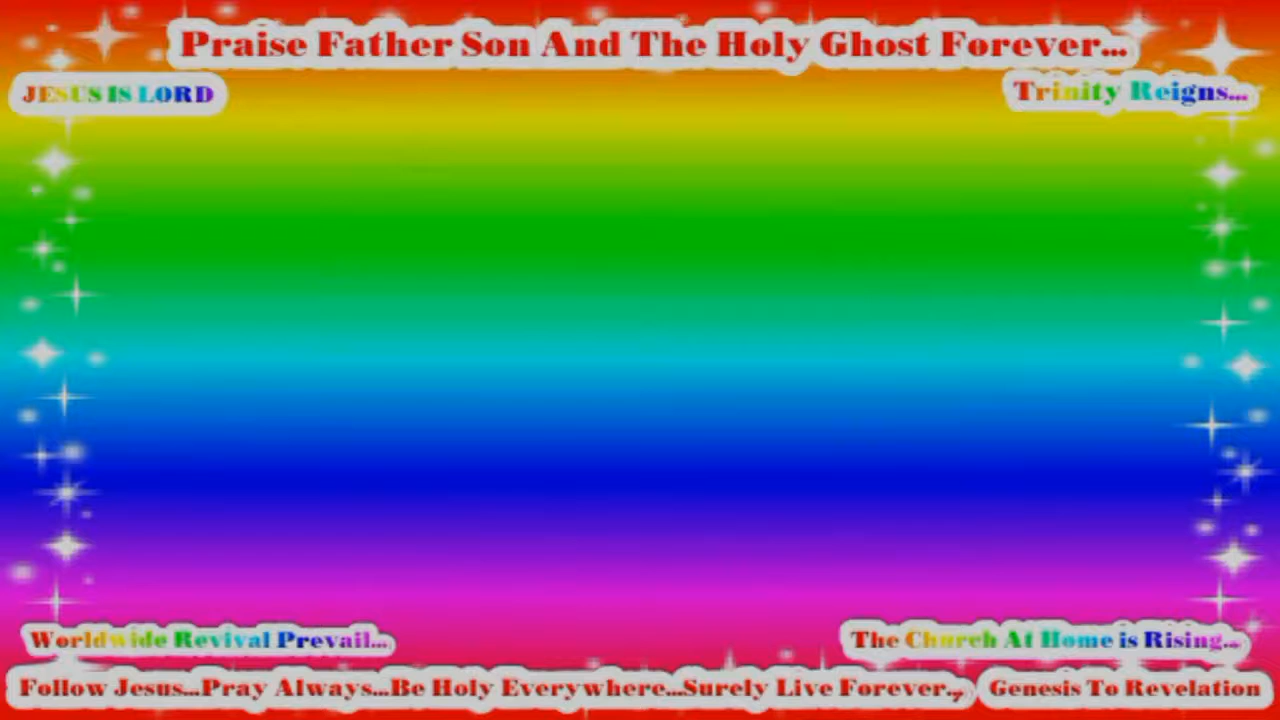 Praise Father Son And The Holy Ghost Forever...
JESUS IS LORD
Trinity Reigns...
Worldwide Revival Prevail...
The Church At Home is Rising...
Follow Jesus...Pray Always...Be Holy Everywhere...Surely Live Forever..,
Genesis To Revelation